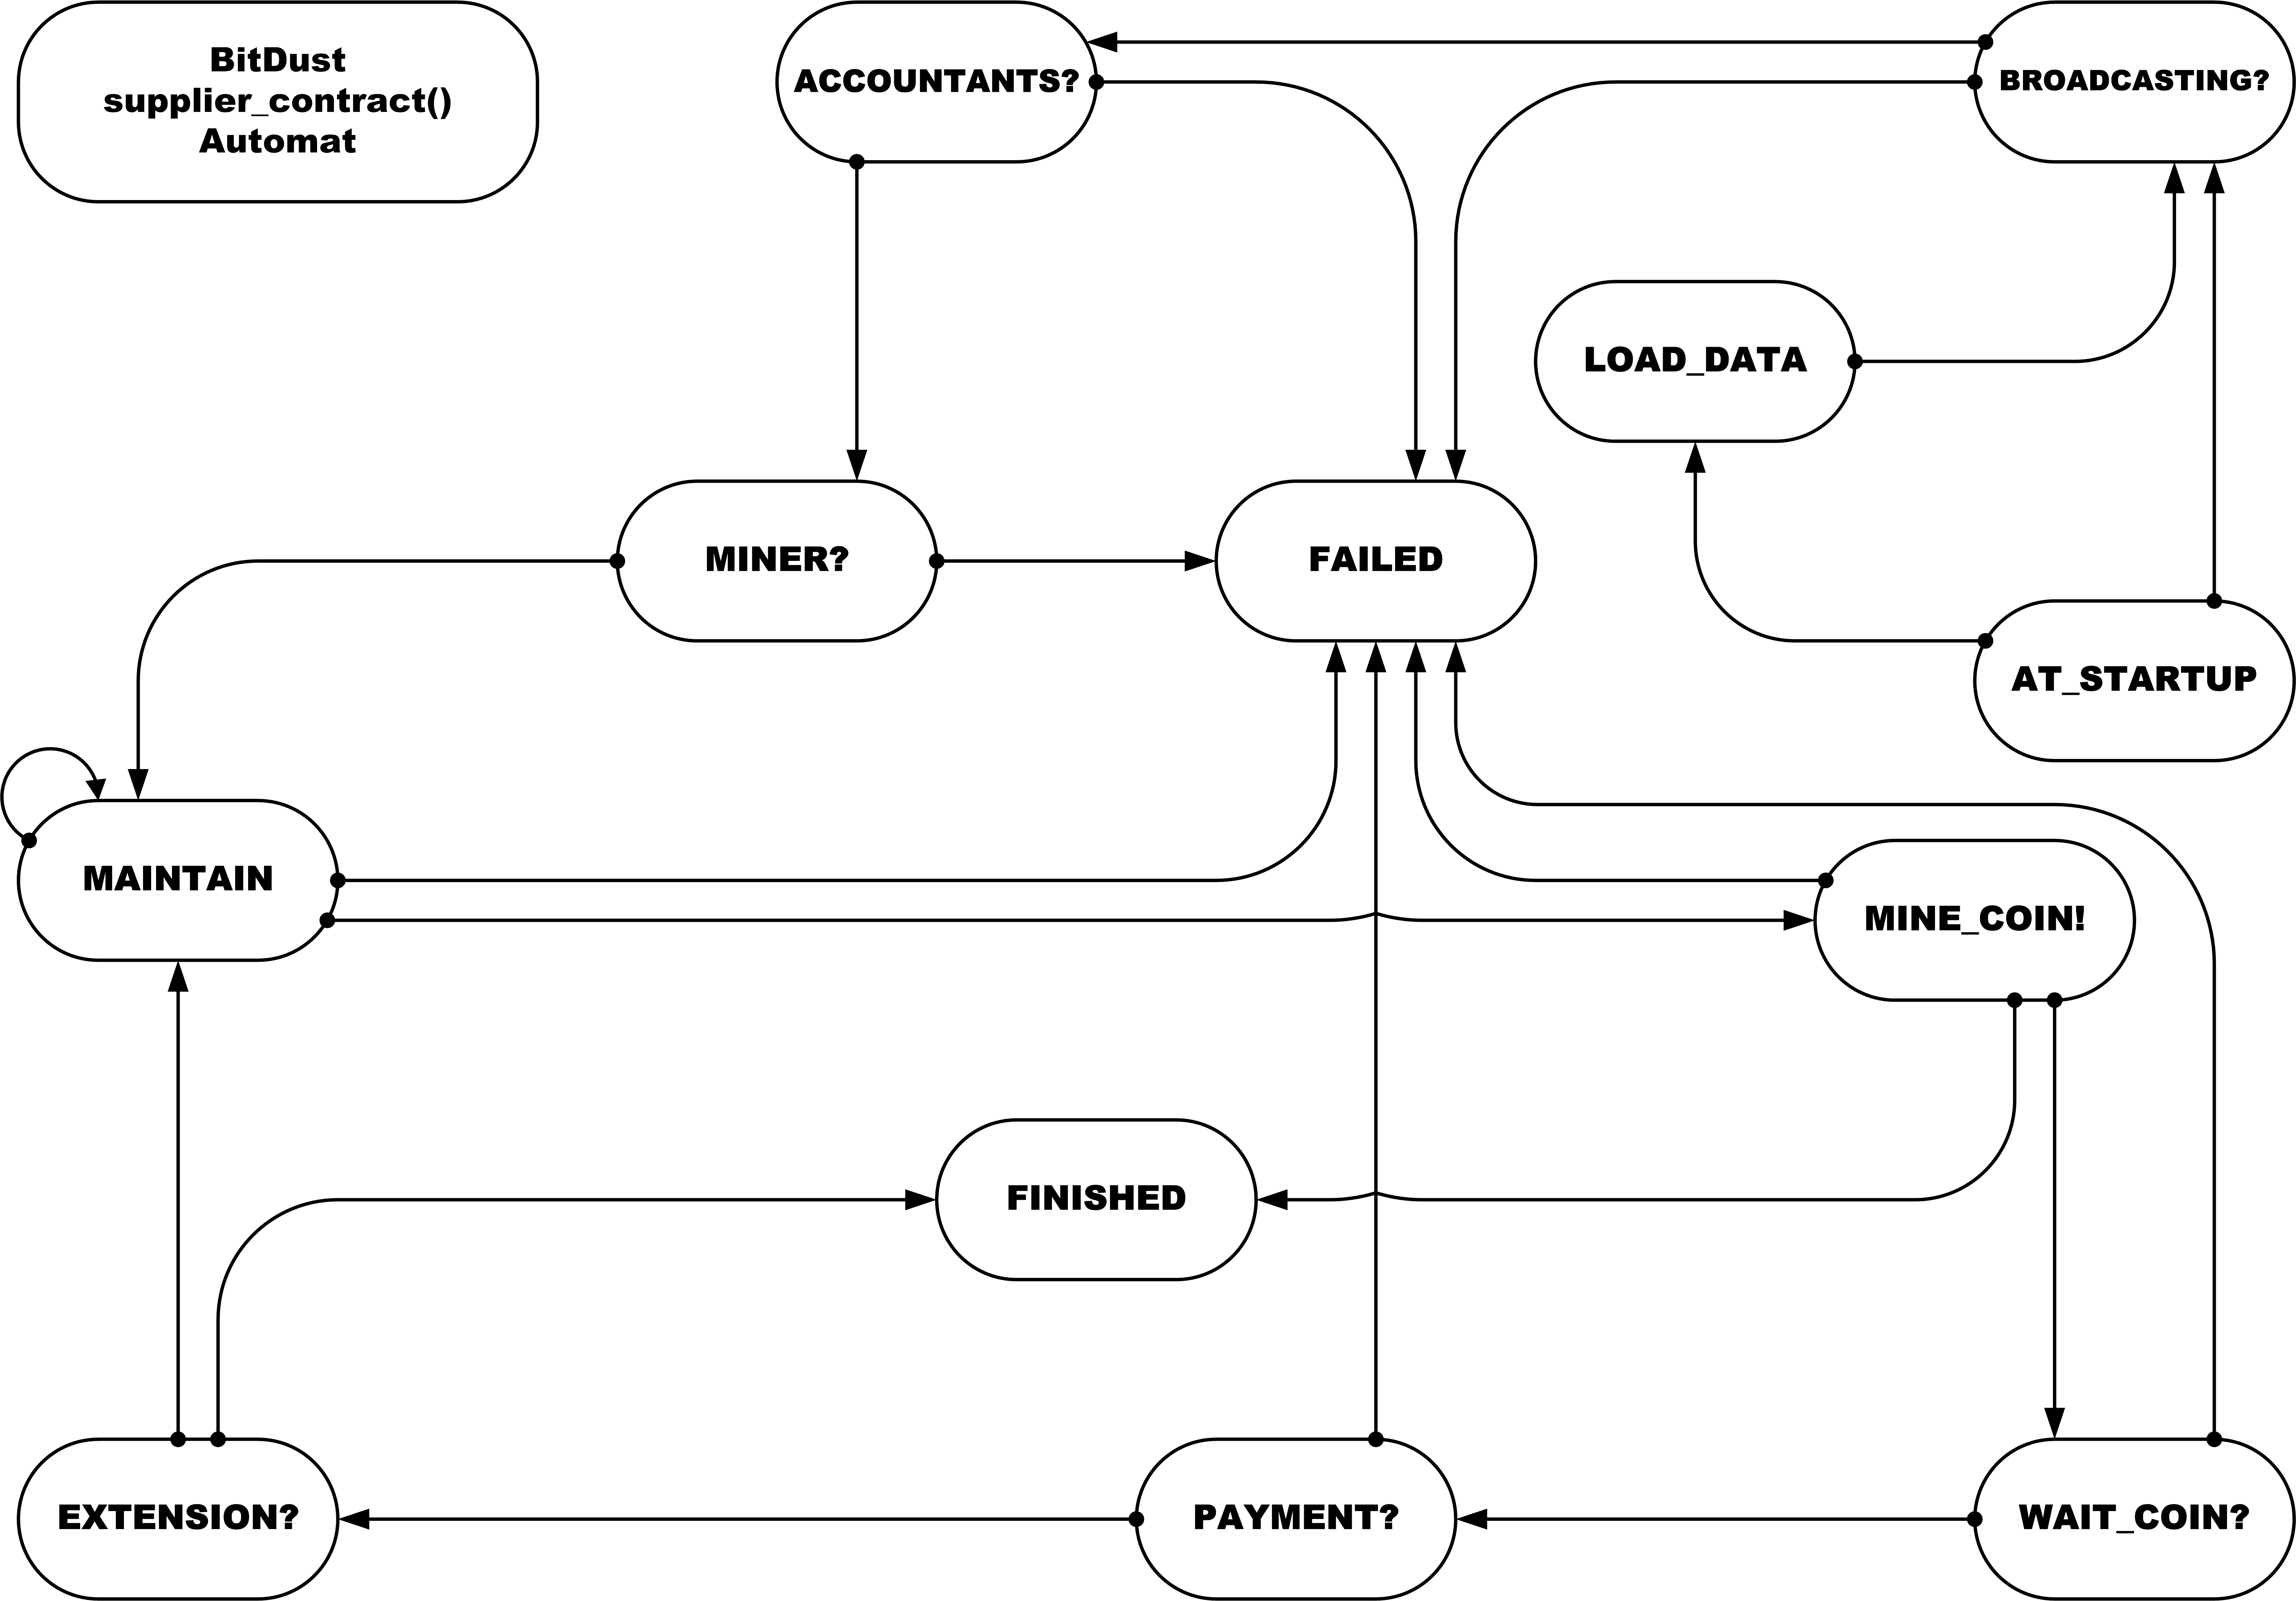 BitDust
supplier_contract()
Automat
ACCOUNTANTS?
BROADCASTING?
LOAD_DATA
MINER?
FAILED
AT_STARTUP
MAINTAIN
MINE_COIN!
FINISHED
EXTENSION?
PAYMENT?
WAIT_COIN?